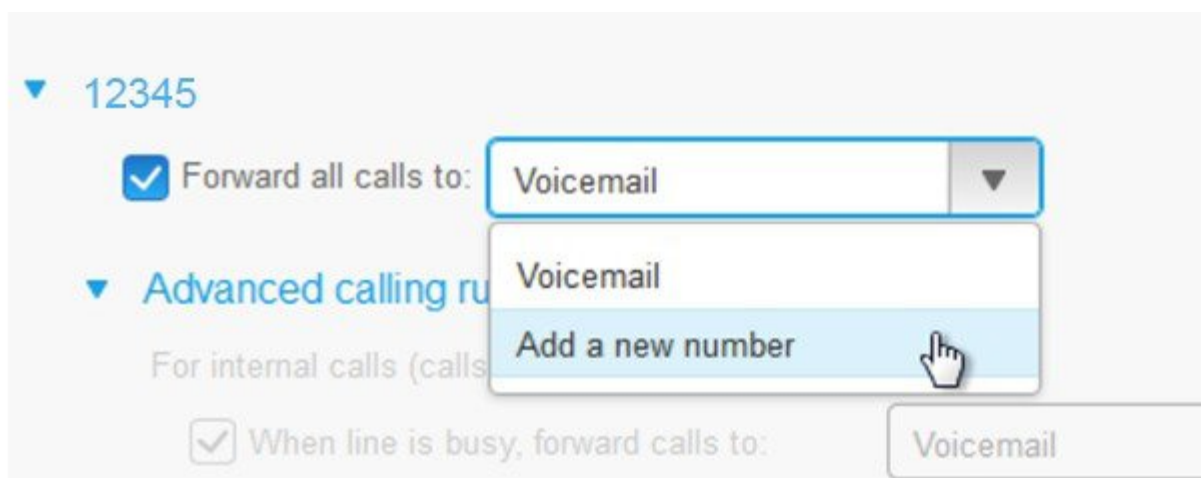 12345
Forward all calls to: Voicemail
Voicemail
Advanced calling ru
Add a new number
For internal calls (calls
When line is busy, forward calls to: Voicemail